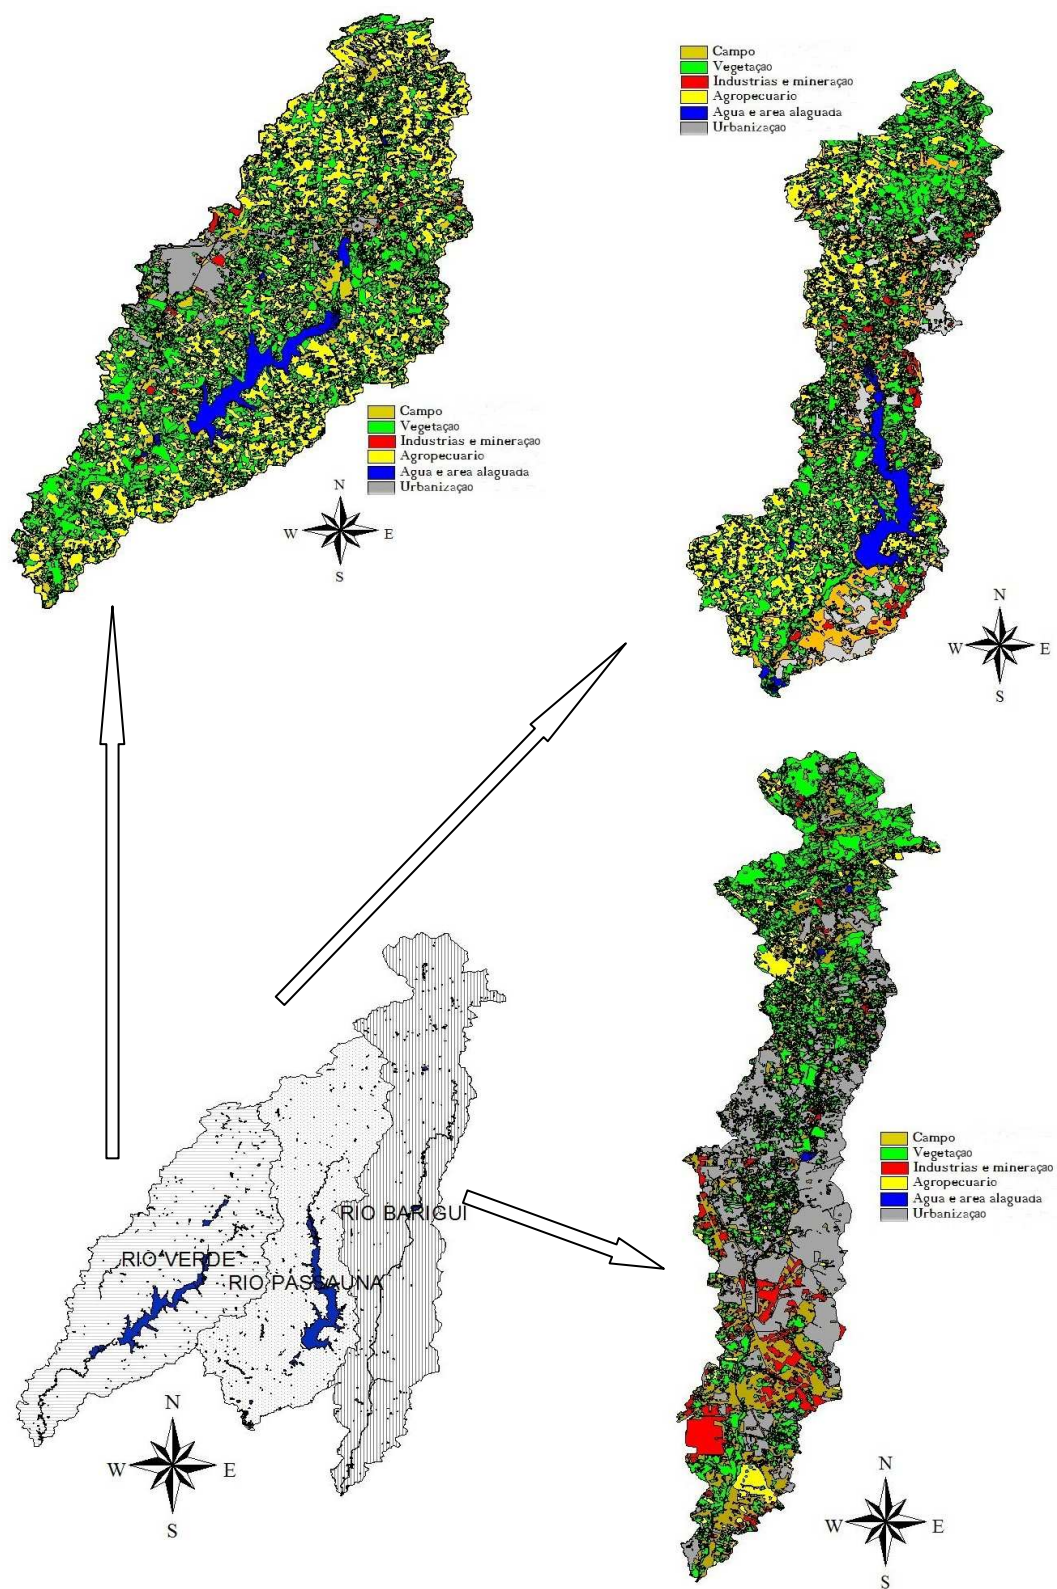 Campo
Vegetaçao
Industrias e mineraçao
Agropecuario
Agua e area alaguada
Urbanizaçao
Campo
Vegetaçao
Industrias e mineraçao
Agropecuario
Agua e area alaguada
Urbanizaçao
N
W E
S
N
W E
S
RIO BARIGUI
RIO VERDE
RIO PASSAUNA
Campo
Vegetaçao
Industrias e mineraçao
Agropecuario
Agua e area alaguada
Urbanizaçao
N
W E
S
N
W E
S